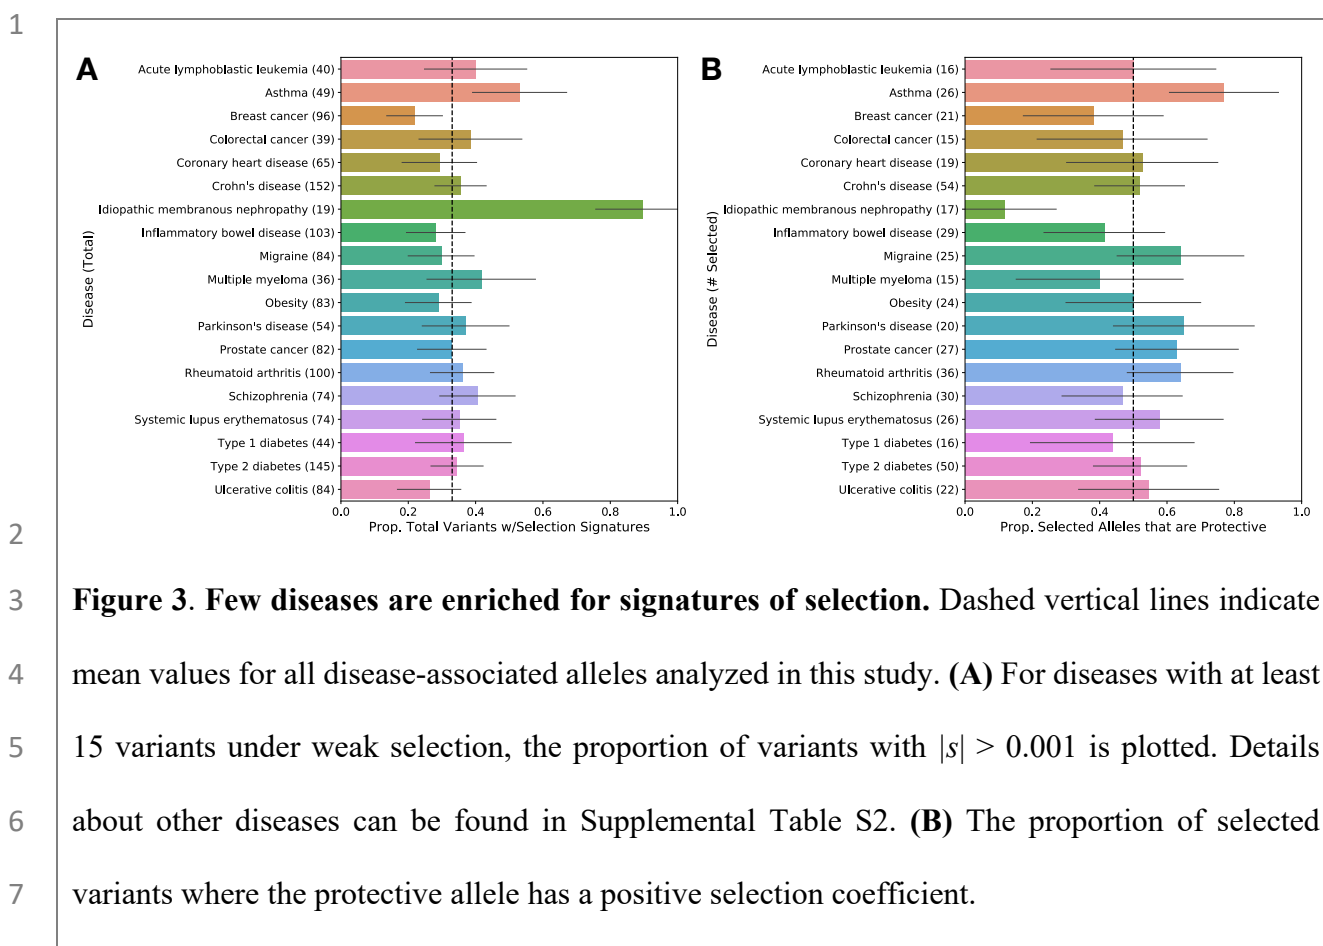 1
A
Disease (Total)
Acute lymphoblastic leukemia (40)
Asthma (49)
Breast cancer (96)
Colorectal cancer (39)
Coronary heart disease (65)
Crohn's disease (152)
Idiopathic membranous nephropathy (19)
Inflammatory bowel disease (103)
Migraine (84)
Multiple myeloma (36)
Obesity (83)
Parkinson's disease (54)
Prostate cancer (82)
Rheumatoid arthritis (100)
Schizophrenia (74)
Systemic lupus erythematosus (74)
Type 1 diabetes (44)
Type 2 diabetes (145)
Ulcerative colitis (84)
0.0 0.2 0.4 0.6 0.8 1.0
Prop. Total Variants w/Selection Signatures
B
Disease (# Selected)
Acute lymphoblastic leukemia (16)
Asthma (26)
Breast cancer (21)
Colorectal cancer (15)
Coronary heart disease (19)
Crohn's disease (54)
Idiopathic membranous nephropathy (17)
Inflammatory bowel disease (29)
Migraine (25)
Multiple myeloma (15)
Obesity (24)
Parkinson's disease (20)
Prostate cancer (27)
Rheumatoid arthritis (36)
Schizophrenia (30)
Systemic lupus erythematosus (26)
Type 1 diabetes (16)
Type 2 diabetes (50)
Ulcerative colitis (22)
0.0 0.2 0.4 0.6 0.8 1.0
Prop. Selected Alleles that are Protective
2
3 Figure 3. Few diseases are enriched for signatures of selection. Dashed vertical lines indicate
4 mean values for all disease-associated alleles analyzed in this study. (A) For diseases with at least
5 15 variants under weak selection, the proportion of variants with |s| > 0.001 is plotted. Details
6 about other diseases can be found in Supplemental Table S2. (B) The proportion of selected
7 variants where the protective allele has a positive selection coefficient.